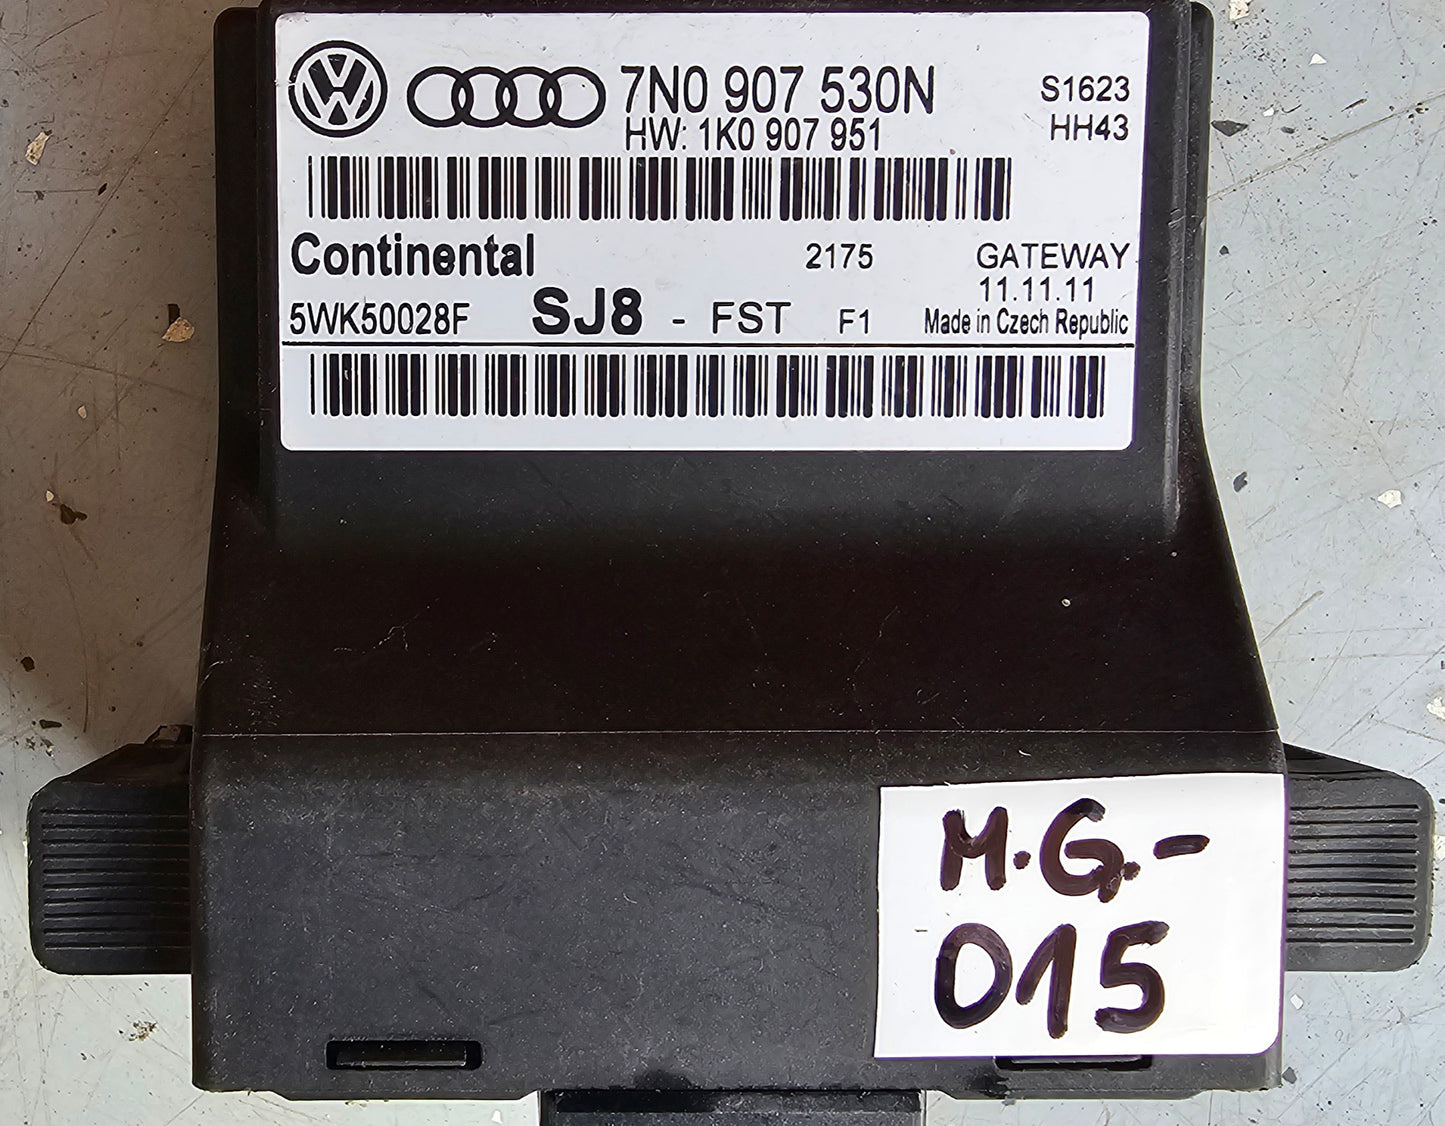 7N0 907 530N S1623
HW: 1K0 907 951 HH43
Continental 2175 GATEWAY
11.11.11
5WK50028F SJ8 - FST F1 Made in Czech Republic
M.G.-
015